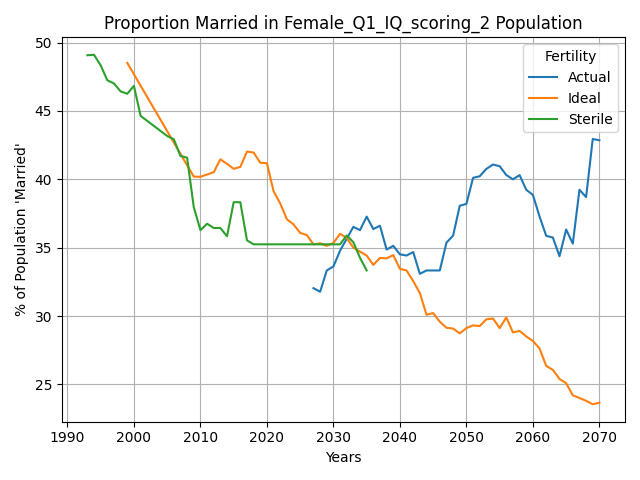 Proportion Married in Female_Q1_IQ_scoring_2 Population
% of Population 'Married'
50
45
40
35
30
25
Fertility
Actual
Ideal
Sterile
1990 2000 2010 2020 2030 2040 2050 2060 2070
Years